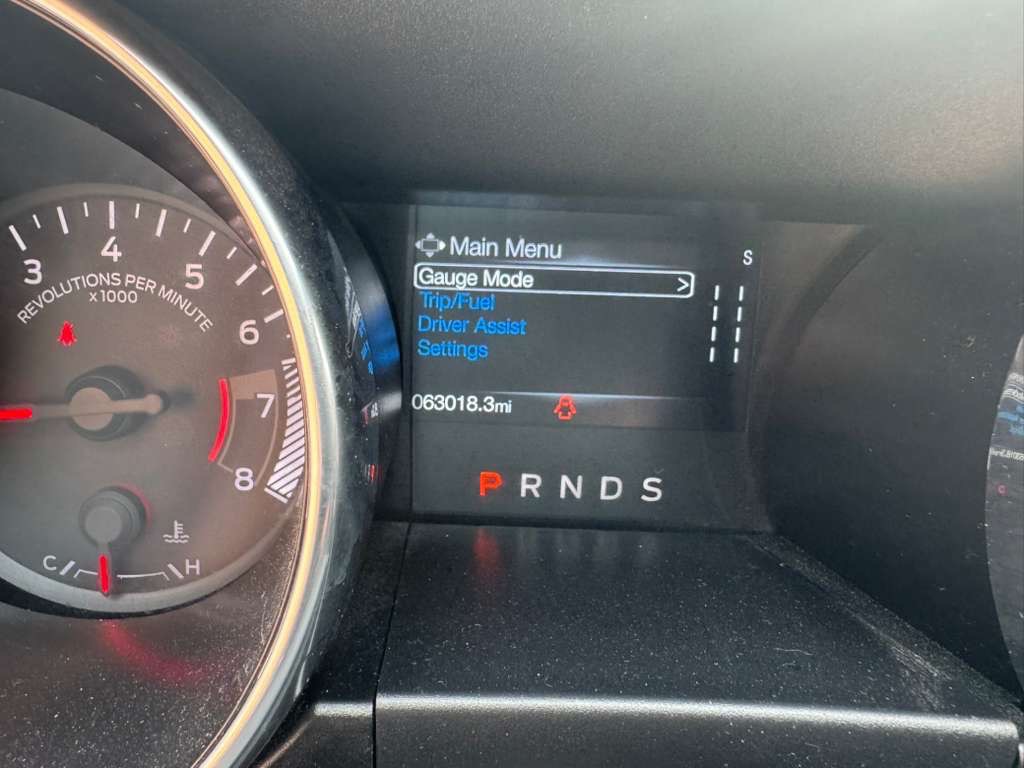 Main Menu
S
Gauge Mode >
Trip/Fuel
Driver Assist
Settings
063018.3mi
P R N D S
3 4 5 6 7 8
REVOLUTIONS PER MINUTE
x 1000
C H